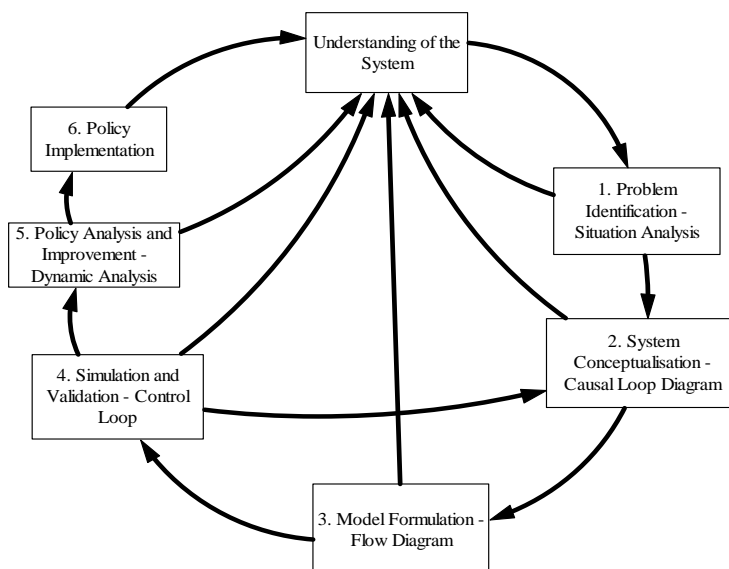 Understanding of the
System
1. Problem
Identification -
Situation Analysis
2. System
Conceptualisation -
Causal Loop Diagram
3. Model Formulation -
Flow Diagram
4. Simulation and
Validation - Control
Loop
5. Policy Analysis and
Improvement -
Dynamic Analysis
6. Policy
Implementation